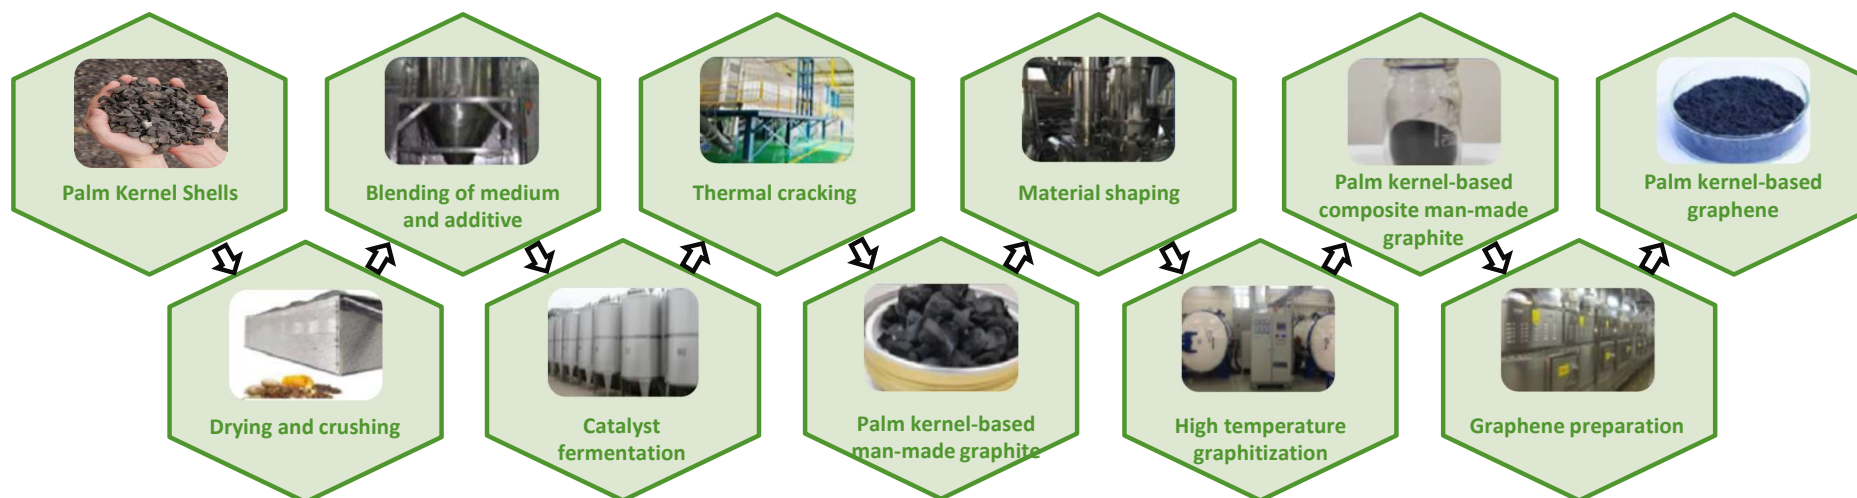 Palm Kernel Shells
Blending of medium
and additive
Thermal cracking
Material shaping
Palm kernel-based
composite man-made
graphite
Palm kernel-based
graphene
Drying and crushing
Catalyst
fermentation
Palm kernel-based
man-made graphite
High temperature
graphitization
Graphene preparation